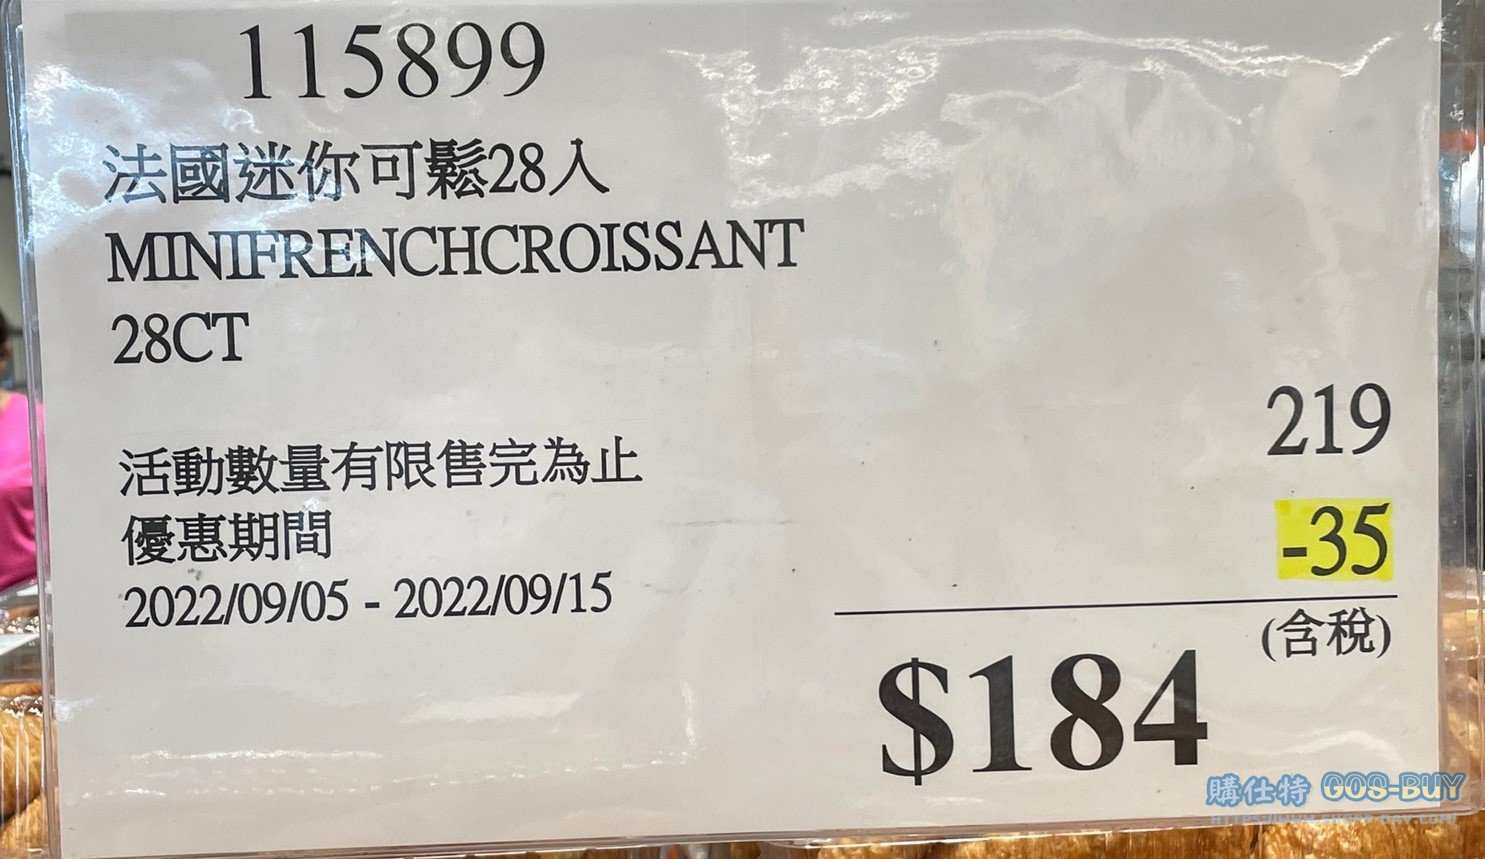 115899
法國迷你可鬆28入
MINIFRENCHCROISSANT
28CT
219
活動數量有限售完為止
-35
優惠期間
2022/09/05 - 2022/09/15
(含稅)
$184
購仕特 GOS-BUY